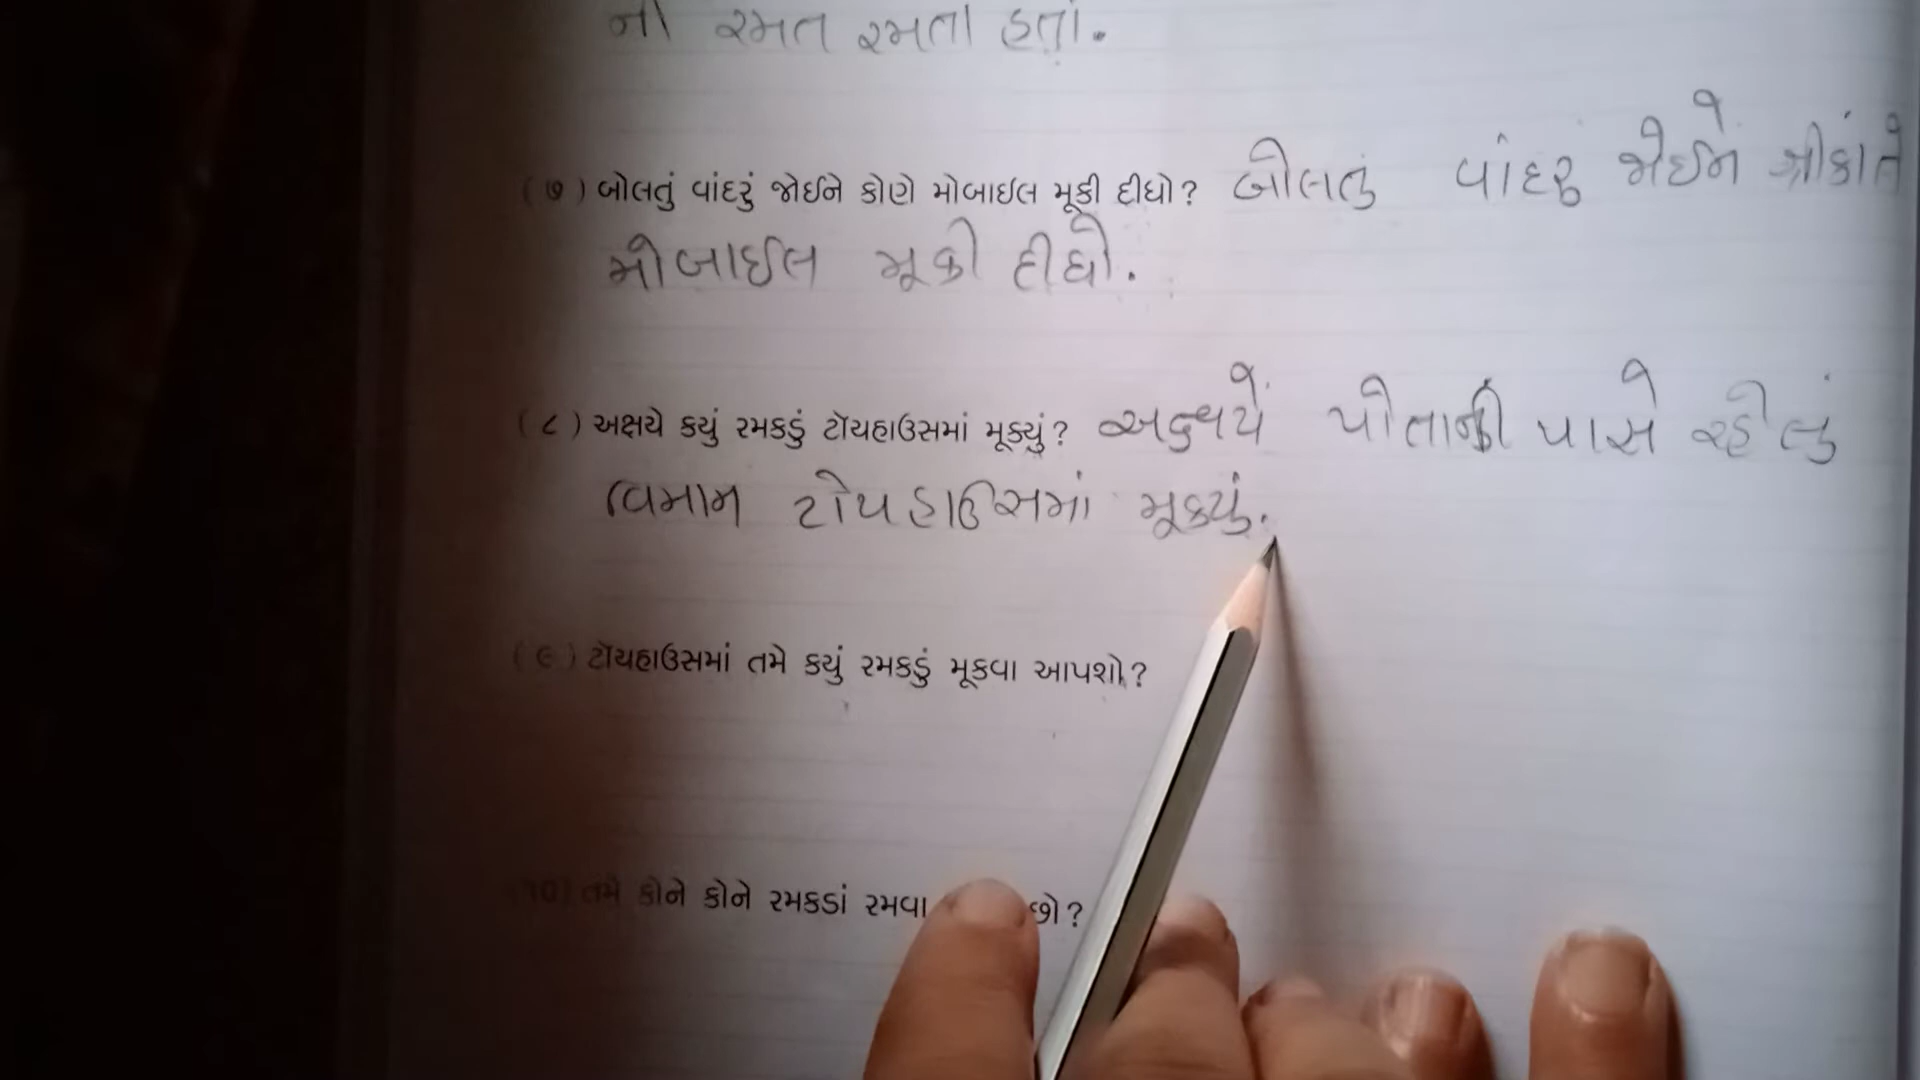 ની રમત રમતા હતા.
(૭) બોલતું વાંદરું જોઈને કોણે મોબાઈલ મૂકી દીધો? બોલતું વાંદરુ જોઈને શ્રીકાંતે
મોબાઈલ મૂકી દીધો.
(૮) અક્ષયે કયું રમકડું ટૉયહાઉસમાં મૂક્યું? અક્ષયે પોતાની પાસે રહેલું
વિમાન ટોયહાઉસમાં મૂક્યું.
(૯) ટૉયહાઉસમાં તમે કયું રમકડું મૂકવા આપશો?
(૧૦) તમે કોને કોને રમકડાં રમવા છો?